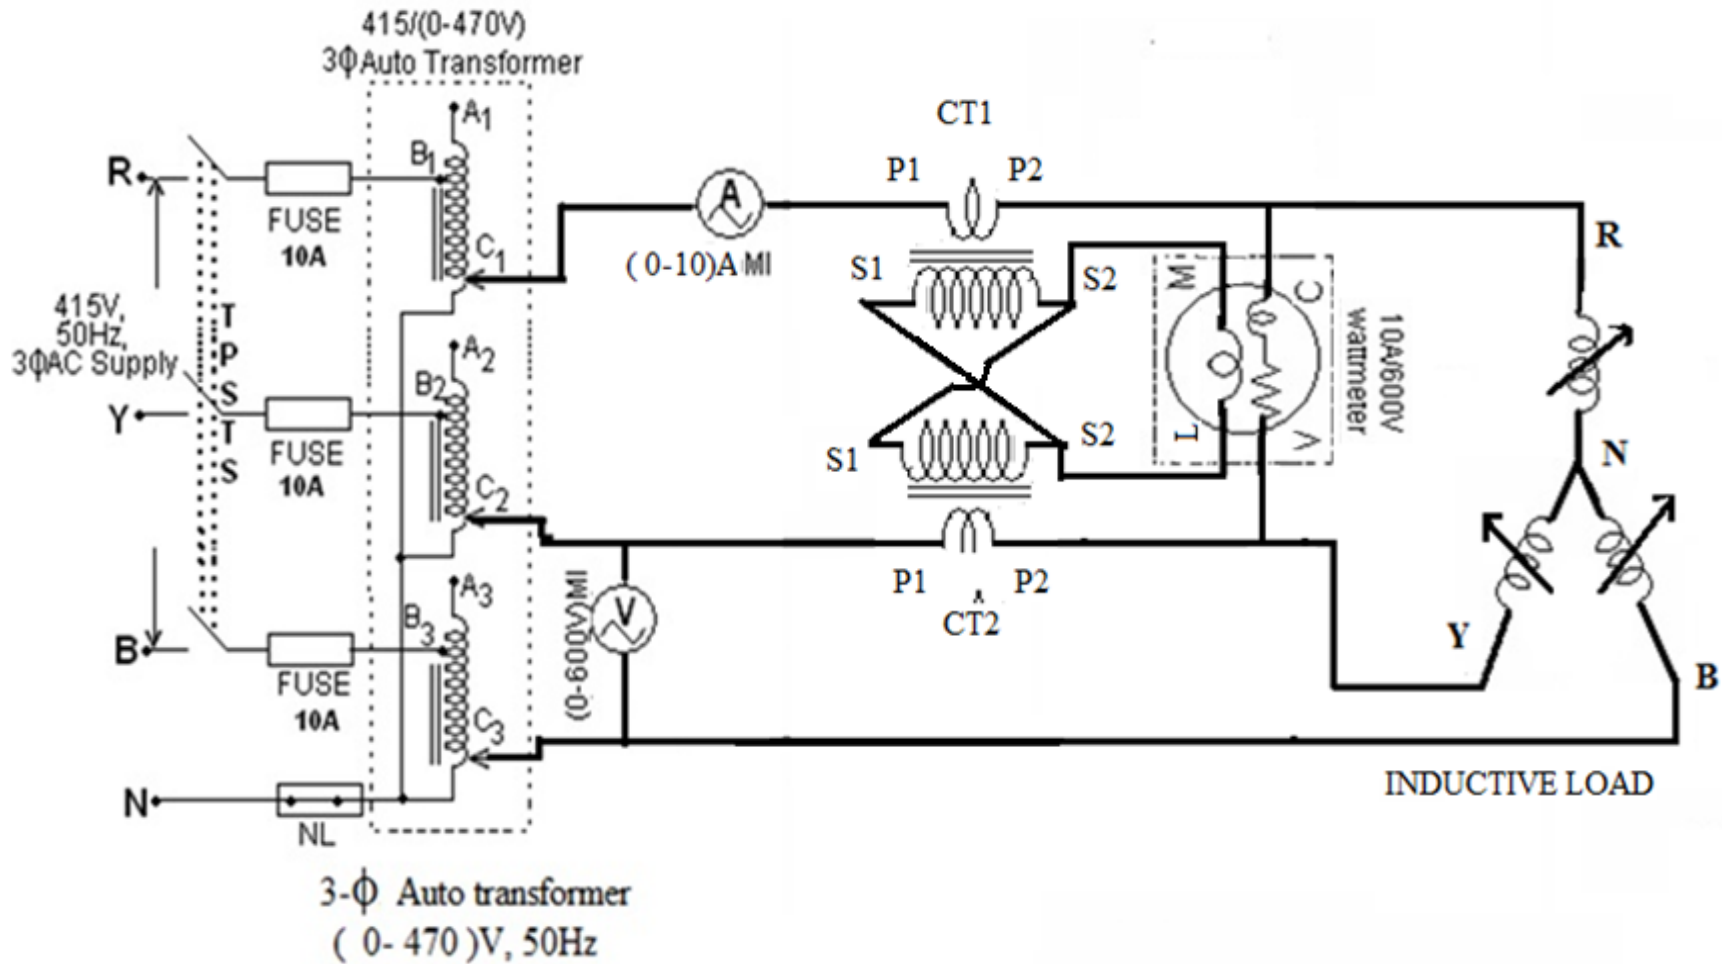 415/(0-470V)
3ϕAuto Transformer
A1
B1
R
FUSE
10A
C1
415V,
50Hz,
3ϕAC Supply
T
P
S
T
S
A2
B2
Y
FUSE
10A
C2
A3
B3
B
FUSE
10A
C3
N
NL
3-ϕ Auto transformer
( 0- 470 )V, 50Hz
A
( 0-10)A MI
V
(0-600V)MI
CT1
P1 P2
S1 S2
S1 S2
P1 P2
CT2
M C
L V
10A/600V
wattmeter
R
N
Y
B
INDUCTIVE LOAD